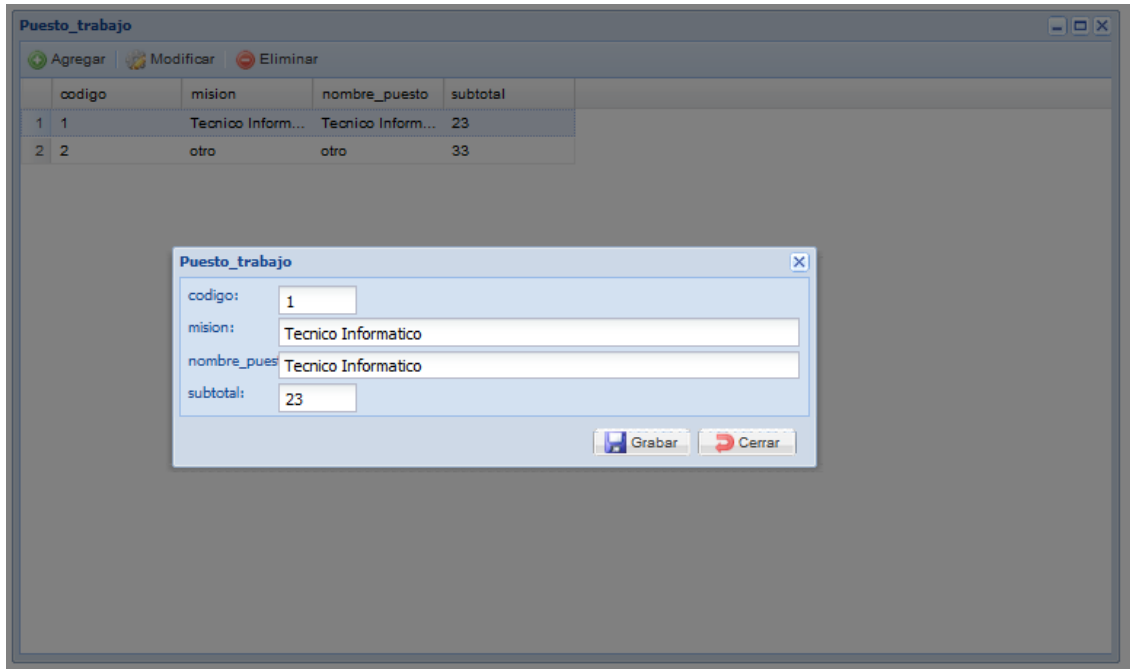 Puesto_trabajo
Agregar Modificar Eliminar
codigo mision nombre_puesto subtotal
1 1 Tecnico Inform... Tecnico Inform... 23
2 2 otro otro 33
Puesto_trabajo
codigo: 1
mision: Tecnico Informatico
nombre_pues Tecnico Informatico
subtotal: 23
Grabar Cerrar